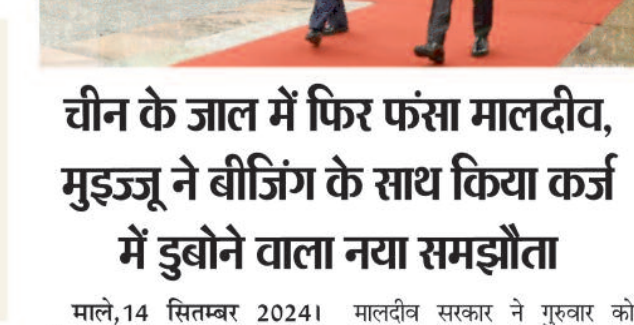 चीन के जाल में फिर फंसा मालदीव,
मुइज्जू ने बीजिंग के साथ किया कर्ज
में डुबोने वाला नया समझौता
माले,14 सितम्बर 2024। मालदीव सरकार ने गुरुवार को